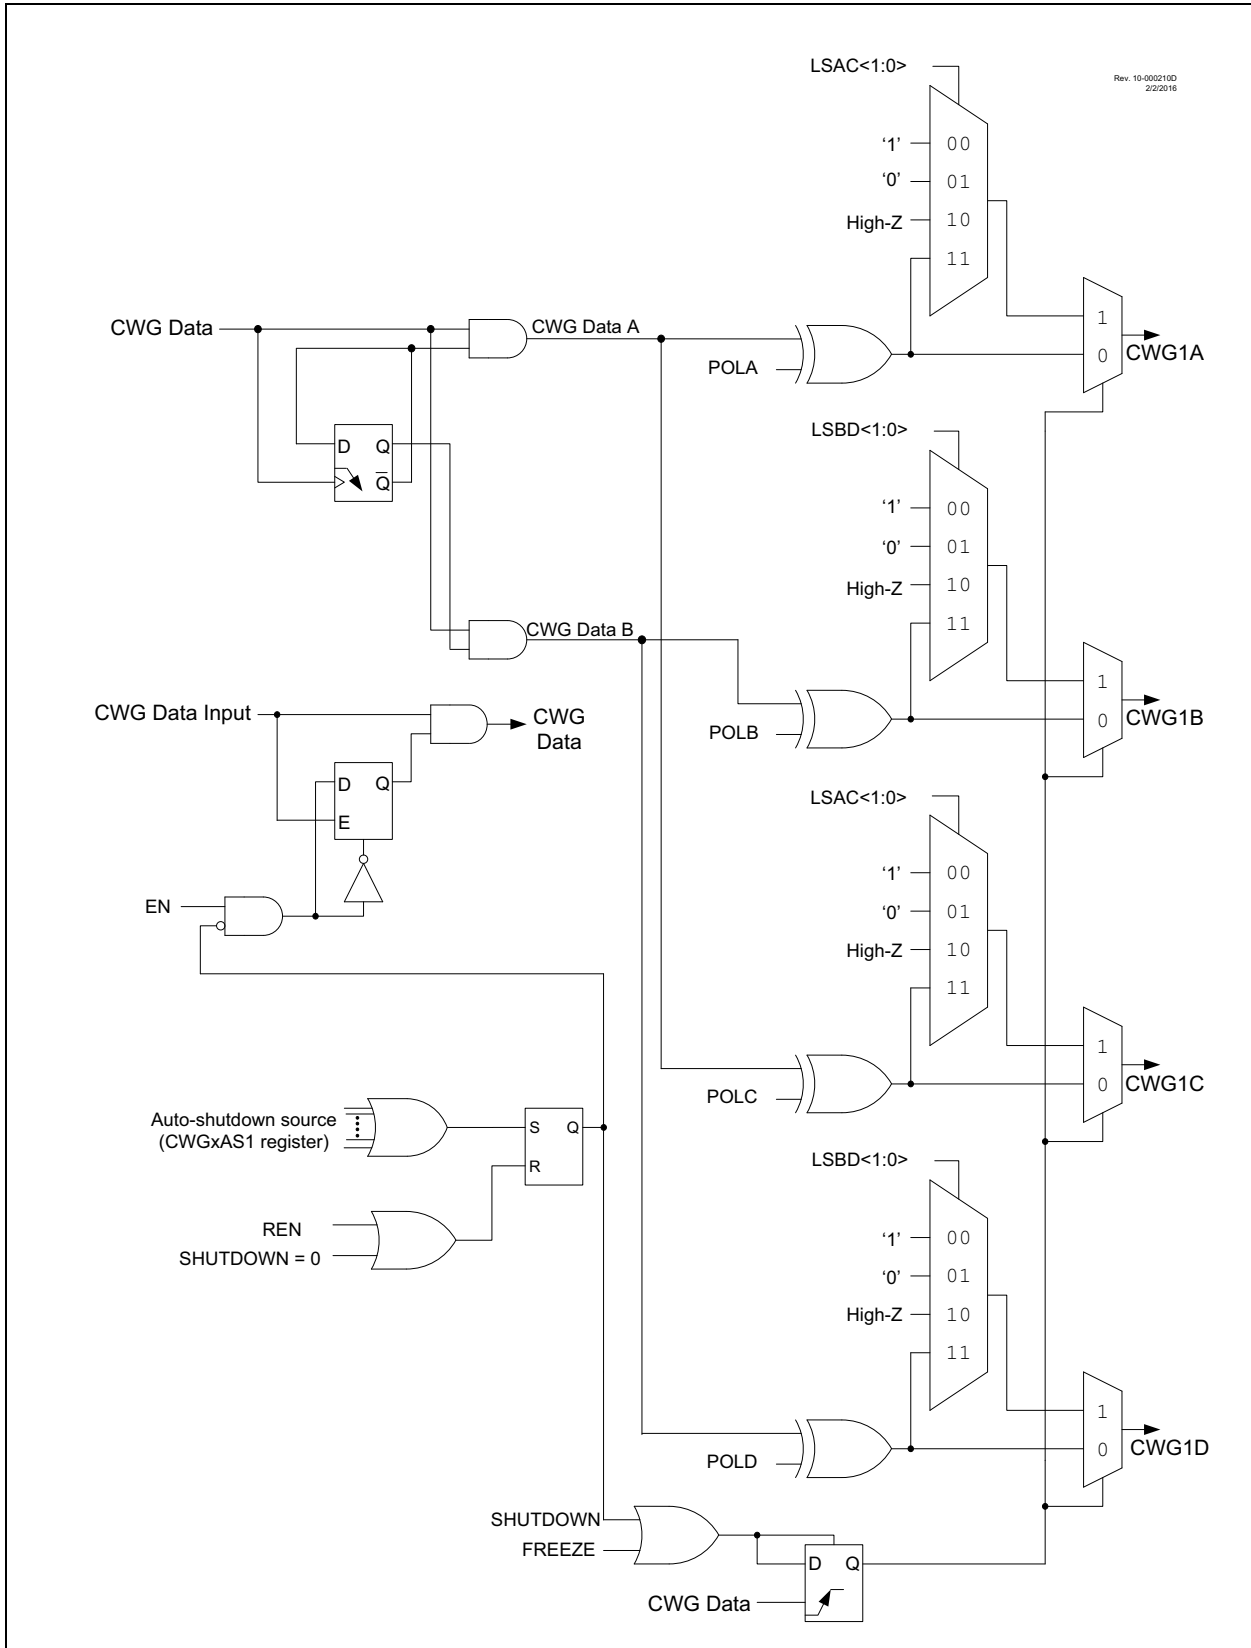 LSAC<1:0>
Rev. 10-000210D
2/2/2016
'1'
00
'0'
01
High-Z
10
11
CWG Data
CWG Data A
POLA
1
0
CWG1A
D
Q
Q̅
LSBD<1:0>
'1'
00
'0'
01
High-Z
10
11
CWG Data B
POLB
1
0
CWG1B
CWG Data Input
CWG
Data
D
Q
E
EN
LSAC<1:0>
'1'
00
'0'
01
High-Z
10
11
POLC
1
0
CWG1C
Auto-shutdown source
(CWGxAS1 register)
S
Q
R
REN
SHUTDOWN = 0
LSBD<1:0>
'1'
00
'0'
01
High-Z
10
11
POLD
1
0
CWG1D
SHUTDOWN
FREEZE
D
Q
CWG Data